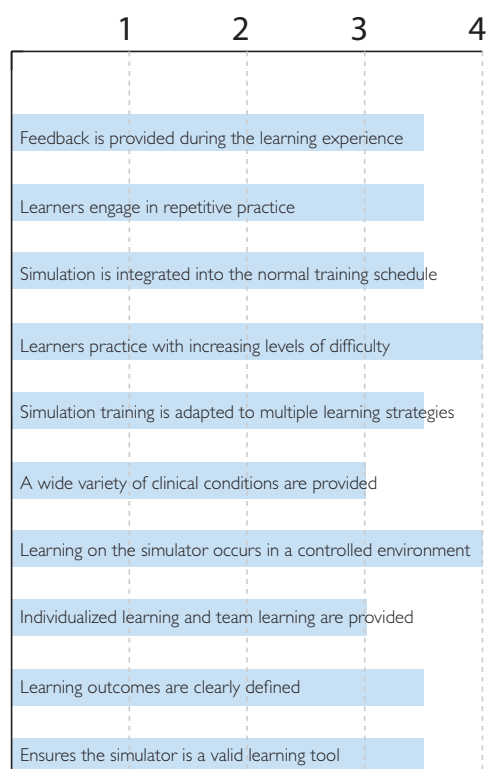 1 2 3 4
Feedback is provided during the learning experience
Learners engage in repetitive practice
Simulation is integrated into the normal training schedule
Learners practice with increasing levels of difficulty
Simulation training is adapted to multiple learning strategies
A wide variety of clinical conditions are provided
Learning on the simulator occurs in a controlled environment
Individualized learning and team learning are provided
Learning outcomes are clearly defined
Ensures the simulator is a valid learning tool